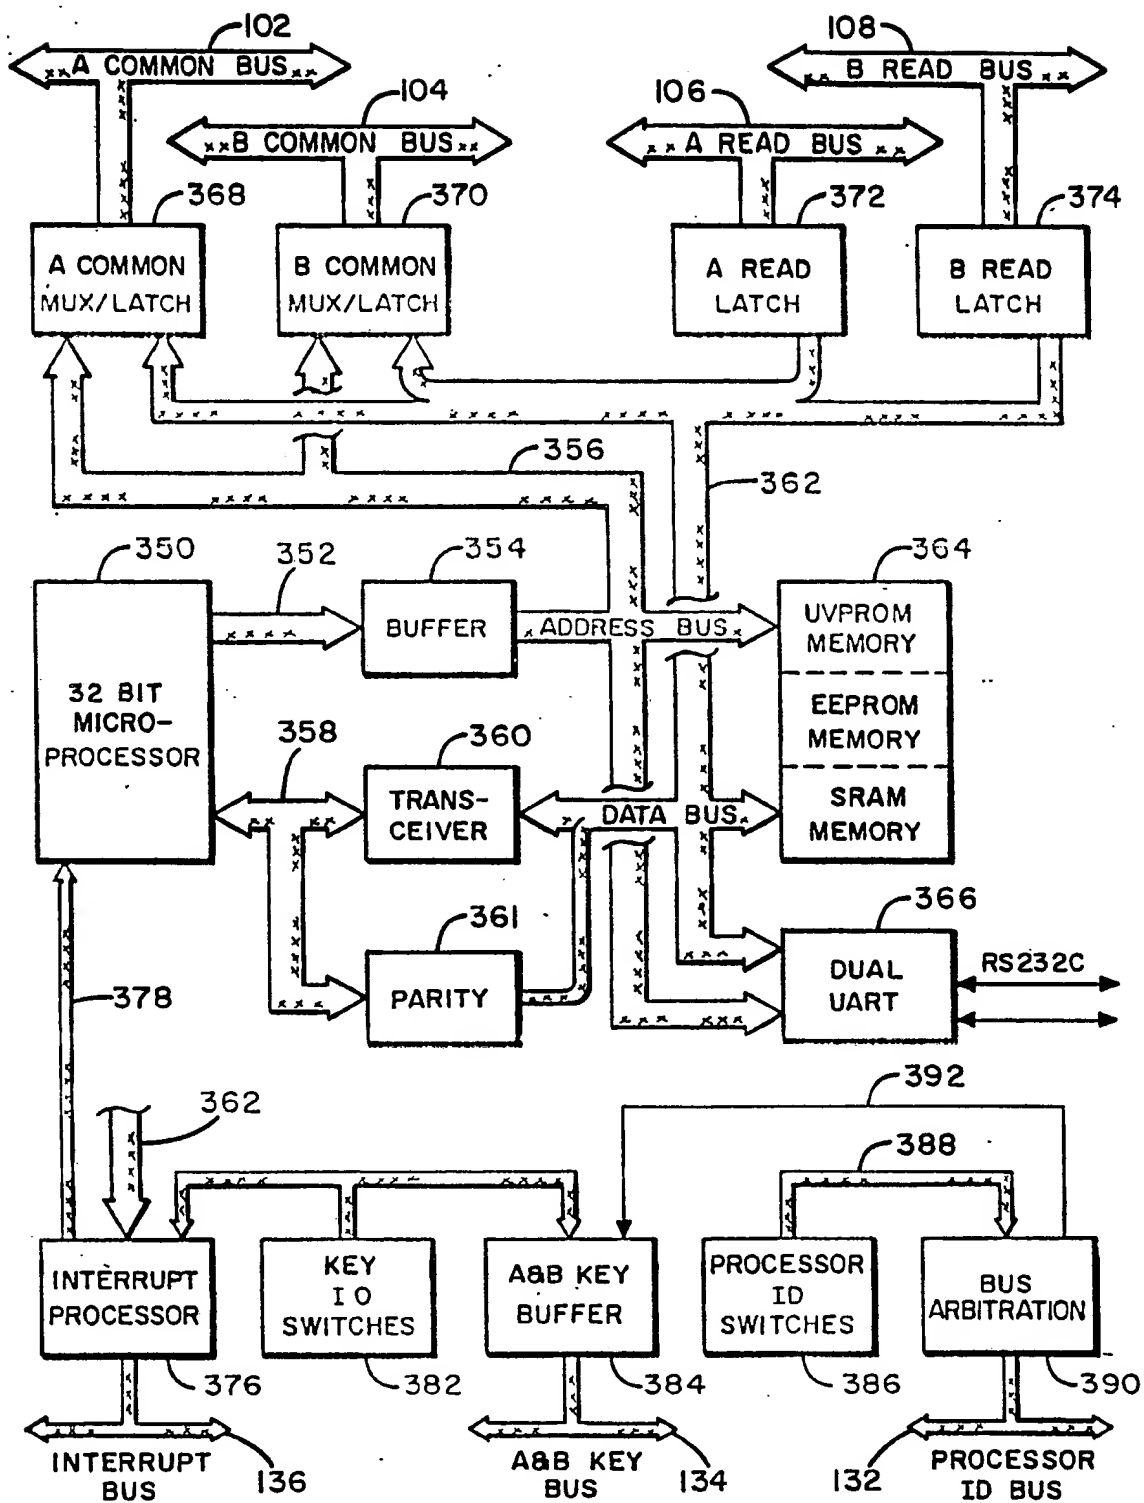 102
108
A COMMON BUS
B READ BUS
104
106
B COMMON BUS
A READ BUS
368
370
372
374
A COMMON
MUX/LATCH
B COMMON
MUX/LATCH
A READ
LATCH
B READ
LATCH
356
362
350
352
354
364
32 BIT
MICRO-
PROCESSOR
BUFFER
ADDRESS BUS
UVPROM
MEMORY
EEPROM
MEMORY
SRAM
MEMORY
358
360
TRANS-
CEIVER
DATA BUS
361
PARITY
366
DUAL
UART
RS232C
378
362
392
388
INTERRUPT
PROCESSOR
KEY
I O
SWITCHES
A&B KEY
BUFFER
PROCESSOR
ID
SWITCHES
BUS
ARBITRATION
376
382
384
386
390
INTERRUPT
BUS
136
A&B KEY
BUS
134
132
PROCESSOR
ID BUS